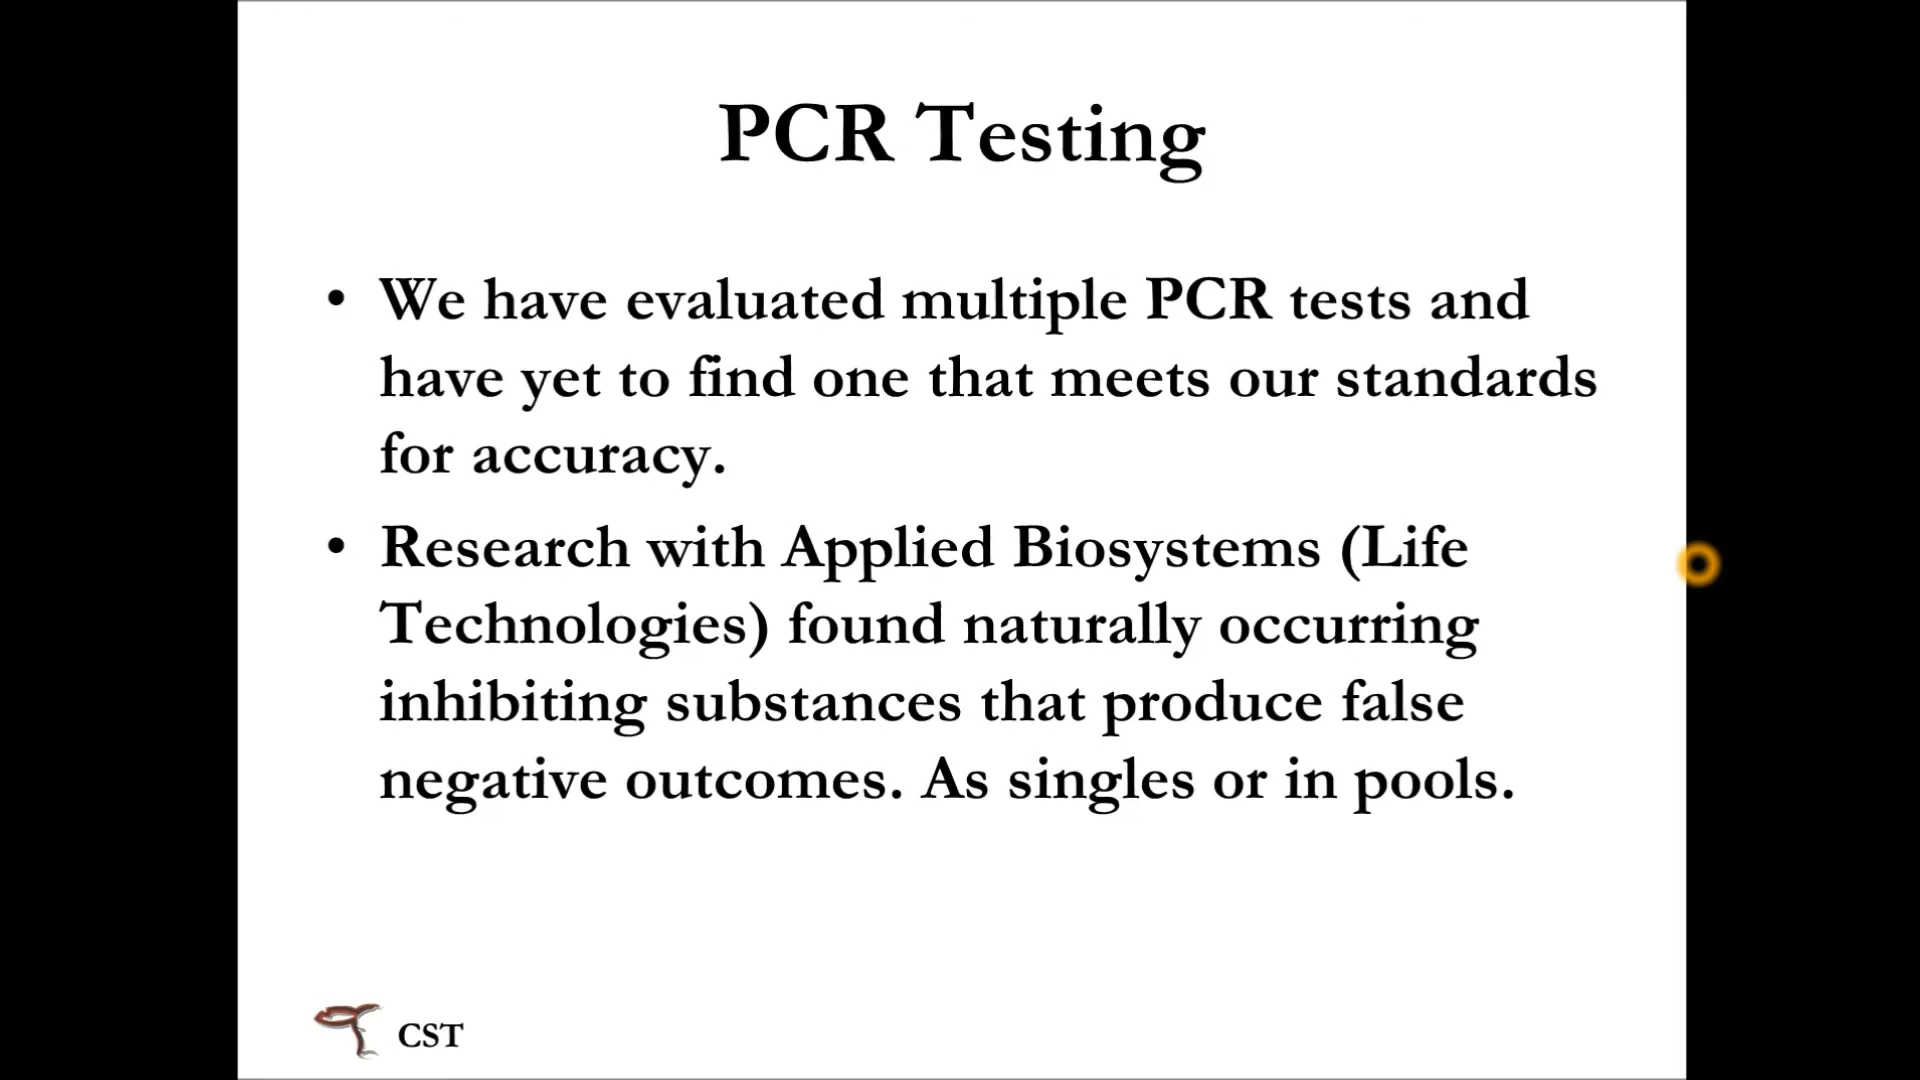 PCR Testing
• We have evaluated multiple PCR tests and
have yet to find one that meets our standards
for accuracy.
• Research with Applied Biosystems (Life
Technologies) found naturally occurring
inhibiting substances that produce false
negative outcomes. As singles or in pools.
CST